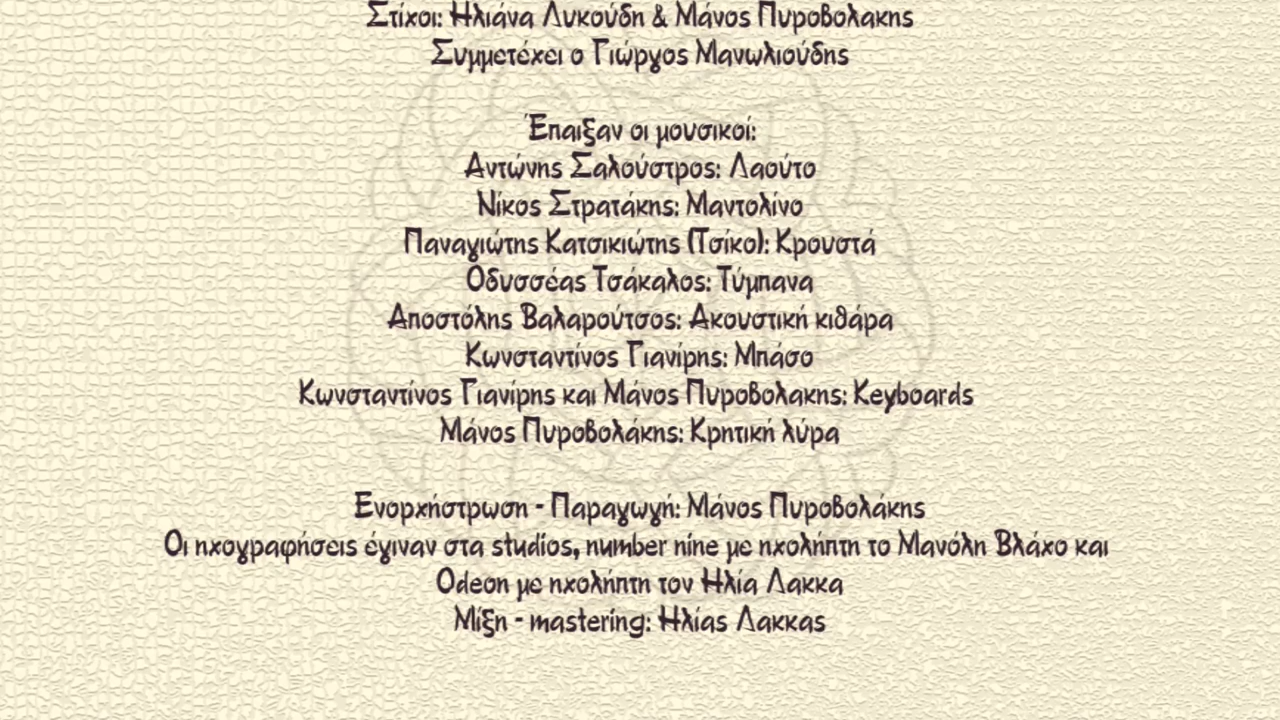 Στίχοι: Ηλιάνα Λυκούδη & Μάνος Πυροβολακης
Συμμετέχει ο Γιώργος Μανωλιούδης
Έπαιξαν οι μουσικοί:
Αντώνης Σαλούστρος: Λαούτο
Νίκος Στρατάκης: Μαντολίνο
Παναγιώτης Κατσικιώτης (Τσίκο): Κρουστά
Οδυσσέας Τσάκαλος: Τύμπανα
Αποστόλης Βαλαρούτσος: Ακουστική κιθάρα
Κωνσταντίνος Γιανίρης: Μπάσο
Κωνσταντίνος Γιανίρης και Μάνος Πυροβολακης: Keyboards
Μάνος Πυροβολάκης: Κρητική λύρα
Ενορχήστρωση - Παραγωγή: Μάνος Πυροβολάκης
Οι ηχογραφήσεις έγιναν στα studios, number nine με ηχολήπτη το Μανόλη Βλάχο και
Odeon με ηχολήπτη τον Ηλία Λακκα
Μίξη - mastering: Ηλίας Λακκας